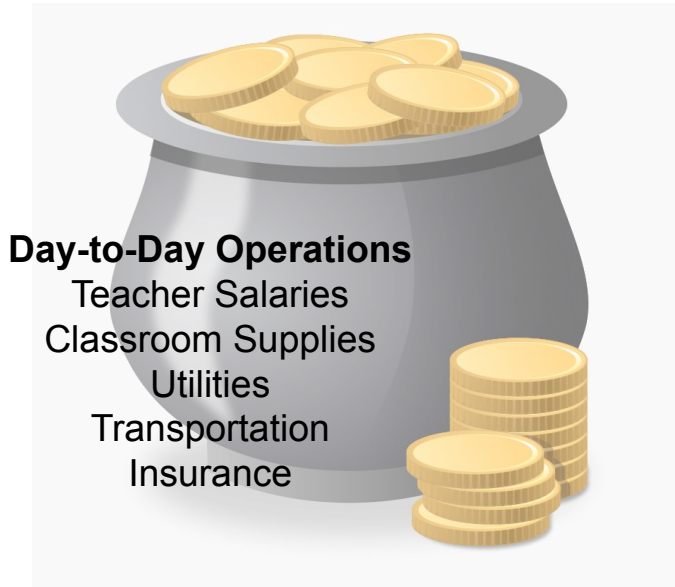 Day-to-Day Operations
Teacher Salaries
Classroom Supplies
Utilities
Transportation
Insurance